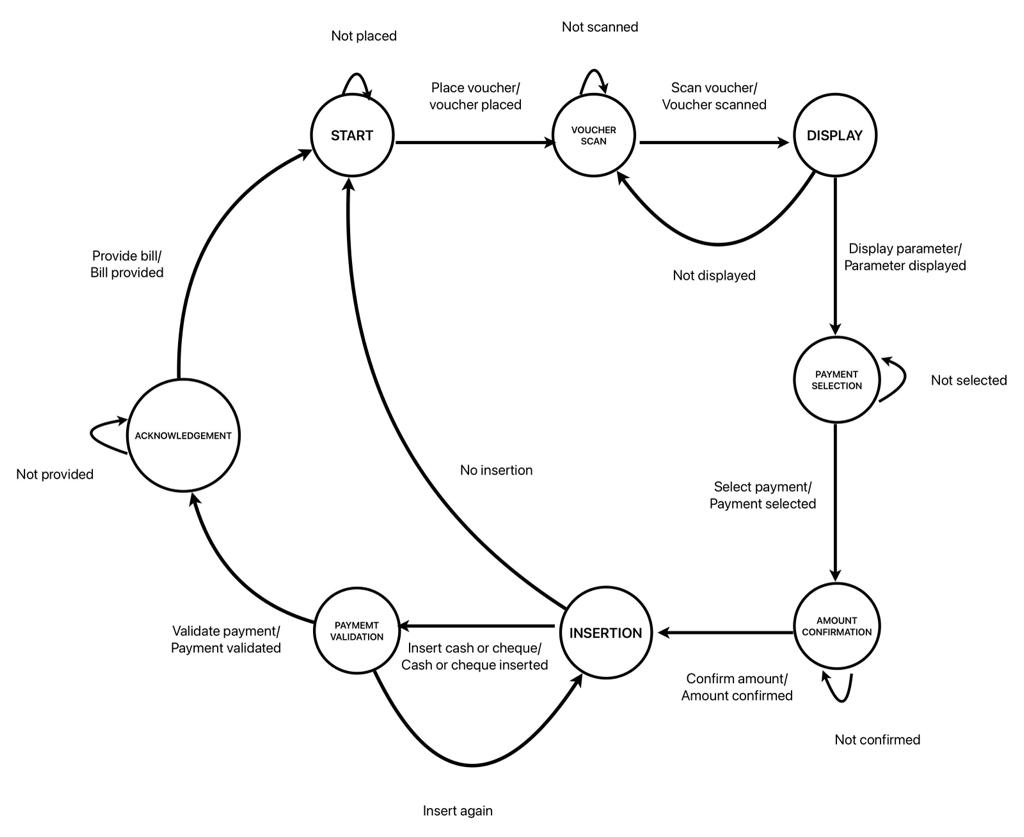 Not placed
Not scanned
Place voucher/
voucher placed
Scan voucher/
Voucher scanned
START
VOUCHER
SCAN
DISPLAY
Provide bill/
Bill provided
Not displayed
Display parameter/
Parameter displayed
PAYMENT
SELECTION
Not selected
ACKNOWLEDGEMENT
Not provided
No insertion
Select payment/
Payment selected
Validate payment/
Payment validated
PAYMEMT
VALIDATION
Insert cash or cheque/
Cash or cheque inserted
INSERTION
AMOUNT
CONFIRMATION
Confirm amount/
Amount confirmed
Not confirmed
Insert again